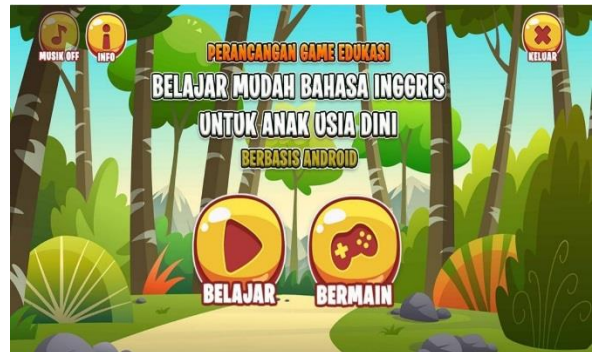 MUSIK OFF
INFO
KELUAR
PERANCANGAN GAME EDUKASI
BELAJAR MUDAH BAHASA INGGRIS
UNTUK ANAK USIA DINI
BERBASIS ANDROID
BELAJAR
BERMAIN